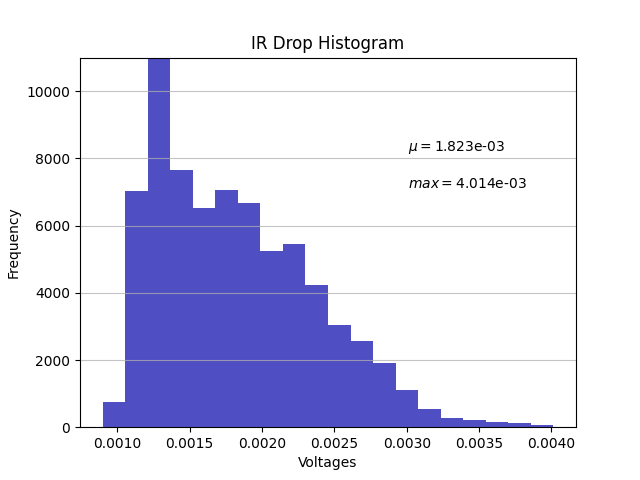 IR Drop Histogram
10000
8000
6000
4000
2000
0
Frequency
μ = 1.823e-03
max = 4.014e-03
0.0010 0.0015 0.0020 0.0025 0.0030 0.0035 0.0040
Voltages